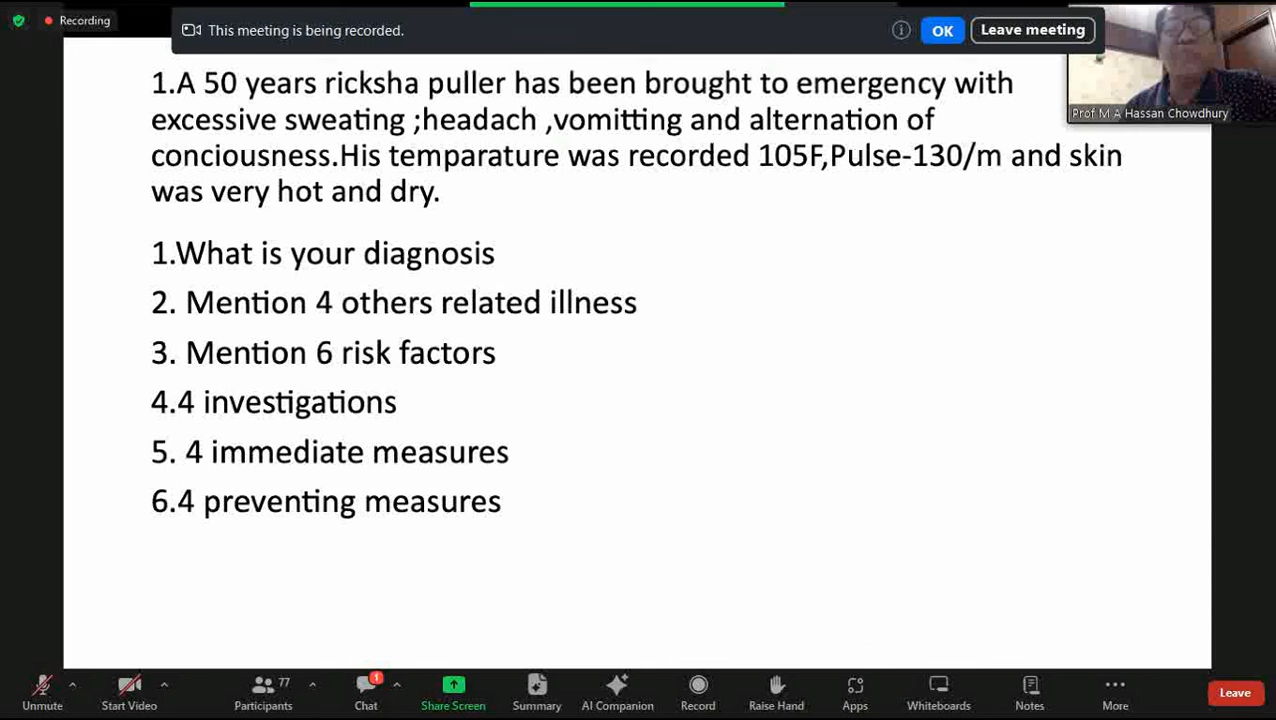 Recording
This meeting is being recorded.
OK
Leave meeting
1.A 50 years ricksha puller has been brought to emergency with
excessive sweating ;headach ,vomitting and alternation of
conciousness.His temparature was recorded 105F,Pulse-130/m and skin
was very hot and dry.
Prof M A Hassan Chowdhury
1.What is your diagnosis
2. Mention 4 others related illness
3. Mention 6 risk factors
4.4 investigations
5. 4 immediate measures
6.4 preventing measures
77
1
Unmute
Start Video
Participants
Chat
Share Screen
Summary
AI Companion
Record
Raise Hand
Apps
Whiteboards
Notes
More
Leave